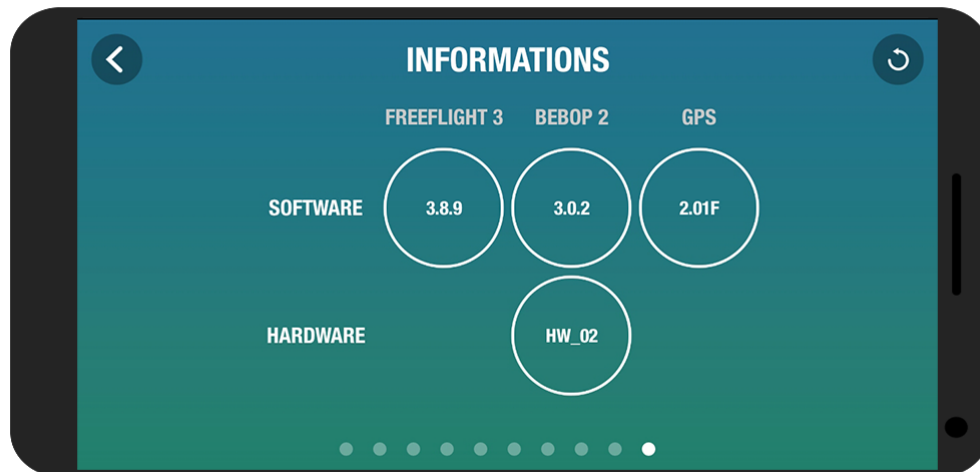 INFORMATIONS
FREEFLIGHT 3 BEBOP 2 GPS
SOFTWARE 3.8.9 3.0.2 2.01F
HARDWARE HW_02